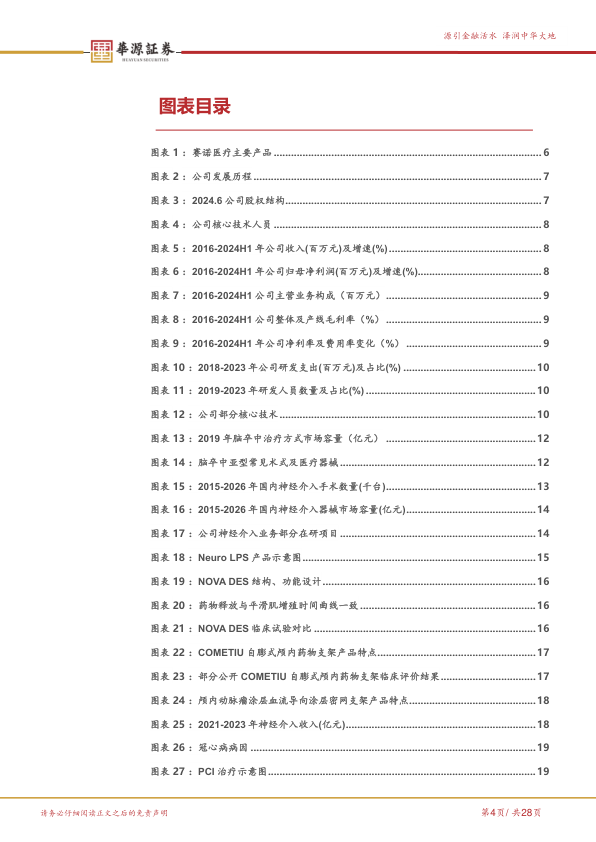 源引金融活水 泽润中华大地
華源証券
HUAYUAN SECURITIES
图表目录
图表 1 ：赛诺医疗主要产品 6
图表 2 ：公司发展历程 7
图表 3 ：2024.6 公司股权结构 7
图表 4 ：公司核心技术人员 8
图表 5 ：2016-2024H1 年公司收入(百万元)及增速(%) 8
图表 6 ：2016-2024H1 年公司归母净利润(百万元)及增速(%) 8
图表 7 ：2016-2024H1 公司主营业务构成（百万元） 9
图表 8 ：2016-2024H1 公司整体及产线毛利率（%） 9
图表 9 ：2016-2024H1 年公司净利率及费用率变化（%） 9
图表 10 ：2018-2023 年公司研发支出(百万元)及占比(%) 10
图表 11 ：2019-2023 年研发人员数量及占比(%) 10
图表 12 ：公司部分核心技术 10
图表 13 ：2019 年脑卒中治疗方式市场容量（亿元） 12
图表 14 ：脑卒中亚型常见术式及医疗器械 12
图表 15 ：2015-2026 年国内神经介入手术数量(千台) 13
图表 16 ：2015-2026 年国内神经介入器械市场容量(亿元) 14
图表 17 ：公司神经介入业务部分在研项目 14
图表 18 ：Neuro LPS 产品示意图 15
图表 19 ：NOVA DES 结构、功能设计 16
图表 20 ：药物释放与平滑肌增殖时间曲线一致 16
图表 21 ：NOVA DES 临床试验对比 16
图表 22 ：COMETIU 自膨式颅内药物支架产品特点 17
图表 23 ：部分公开 COMETIU 自膨式颅内药物支架临床评价结果 17
图表 24 ：颅内动脉瘤涂层血流导向涂层密网支架产品特点 18
图表 25 ：2021-2023 年神经介入收入(亿元) 18
图表 26 ：冠心病病因 19
图表 27 ：PCI 治疗示意图 19
请务必仔细阅读正文之后的免责声明
第4页/ 共28页